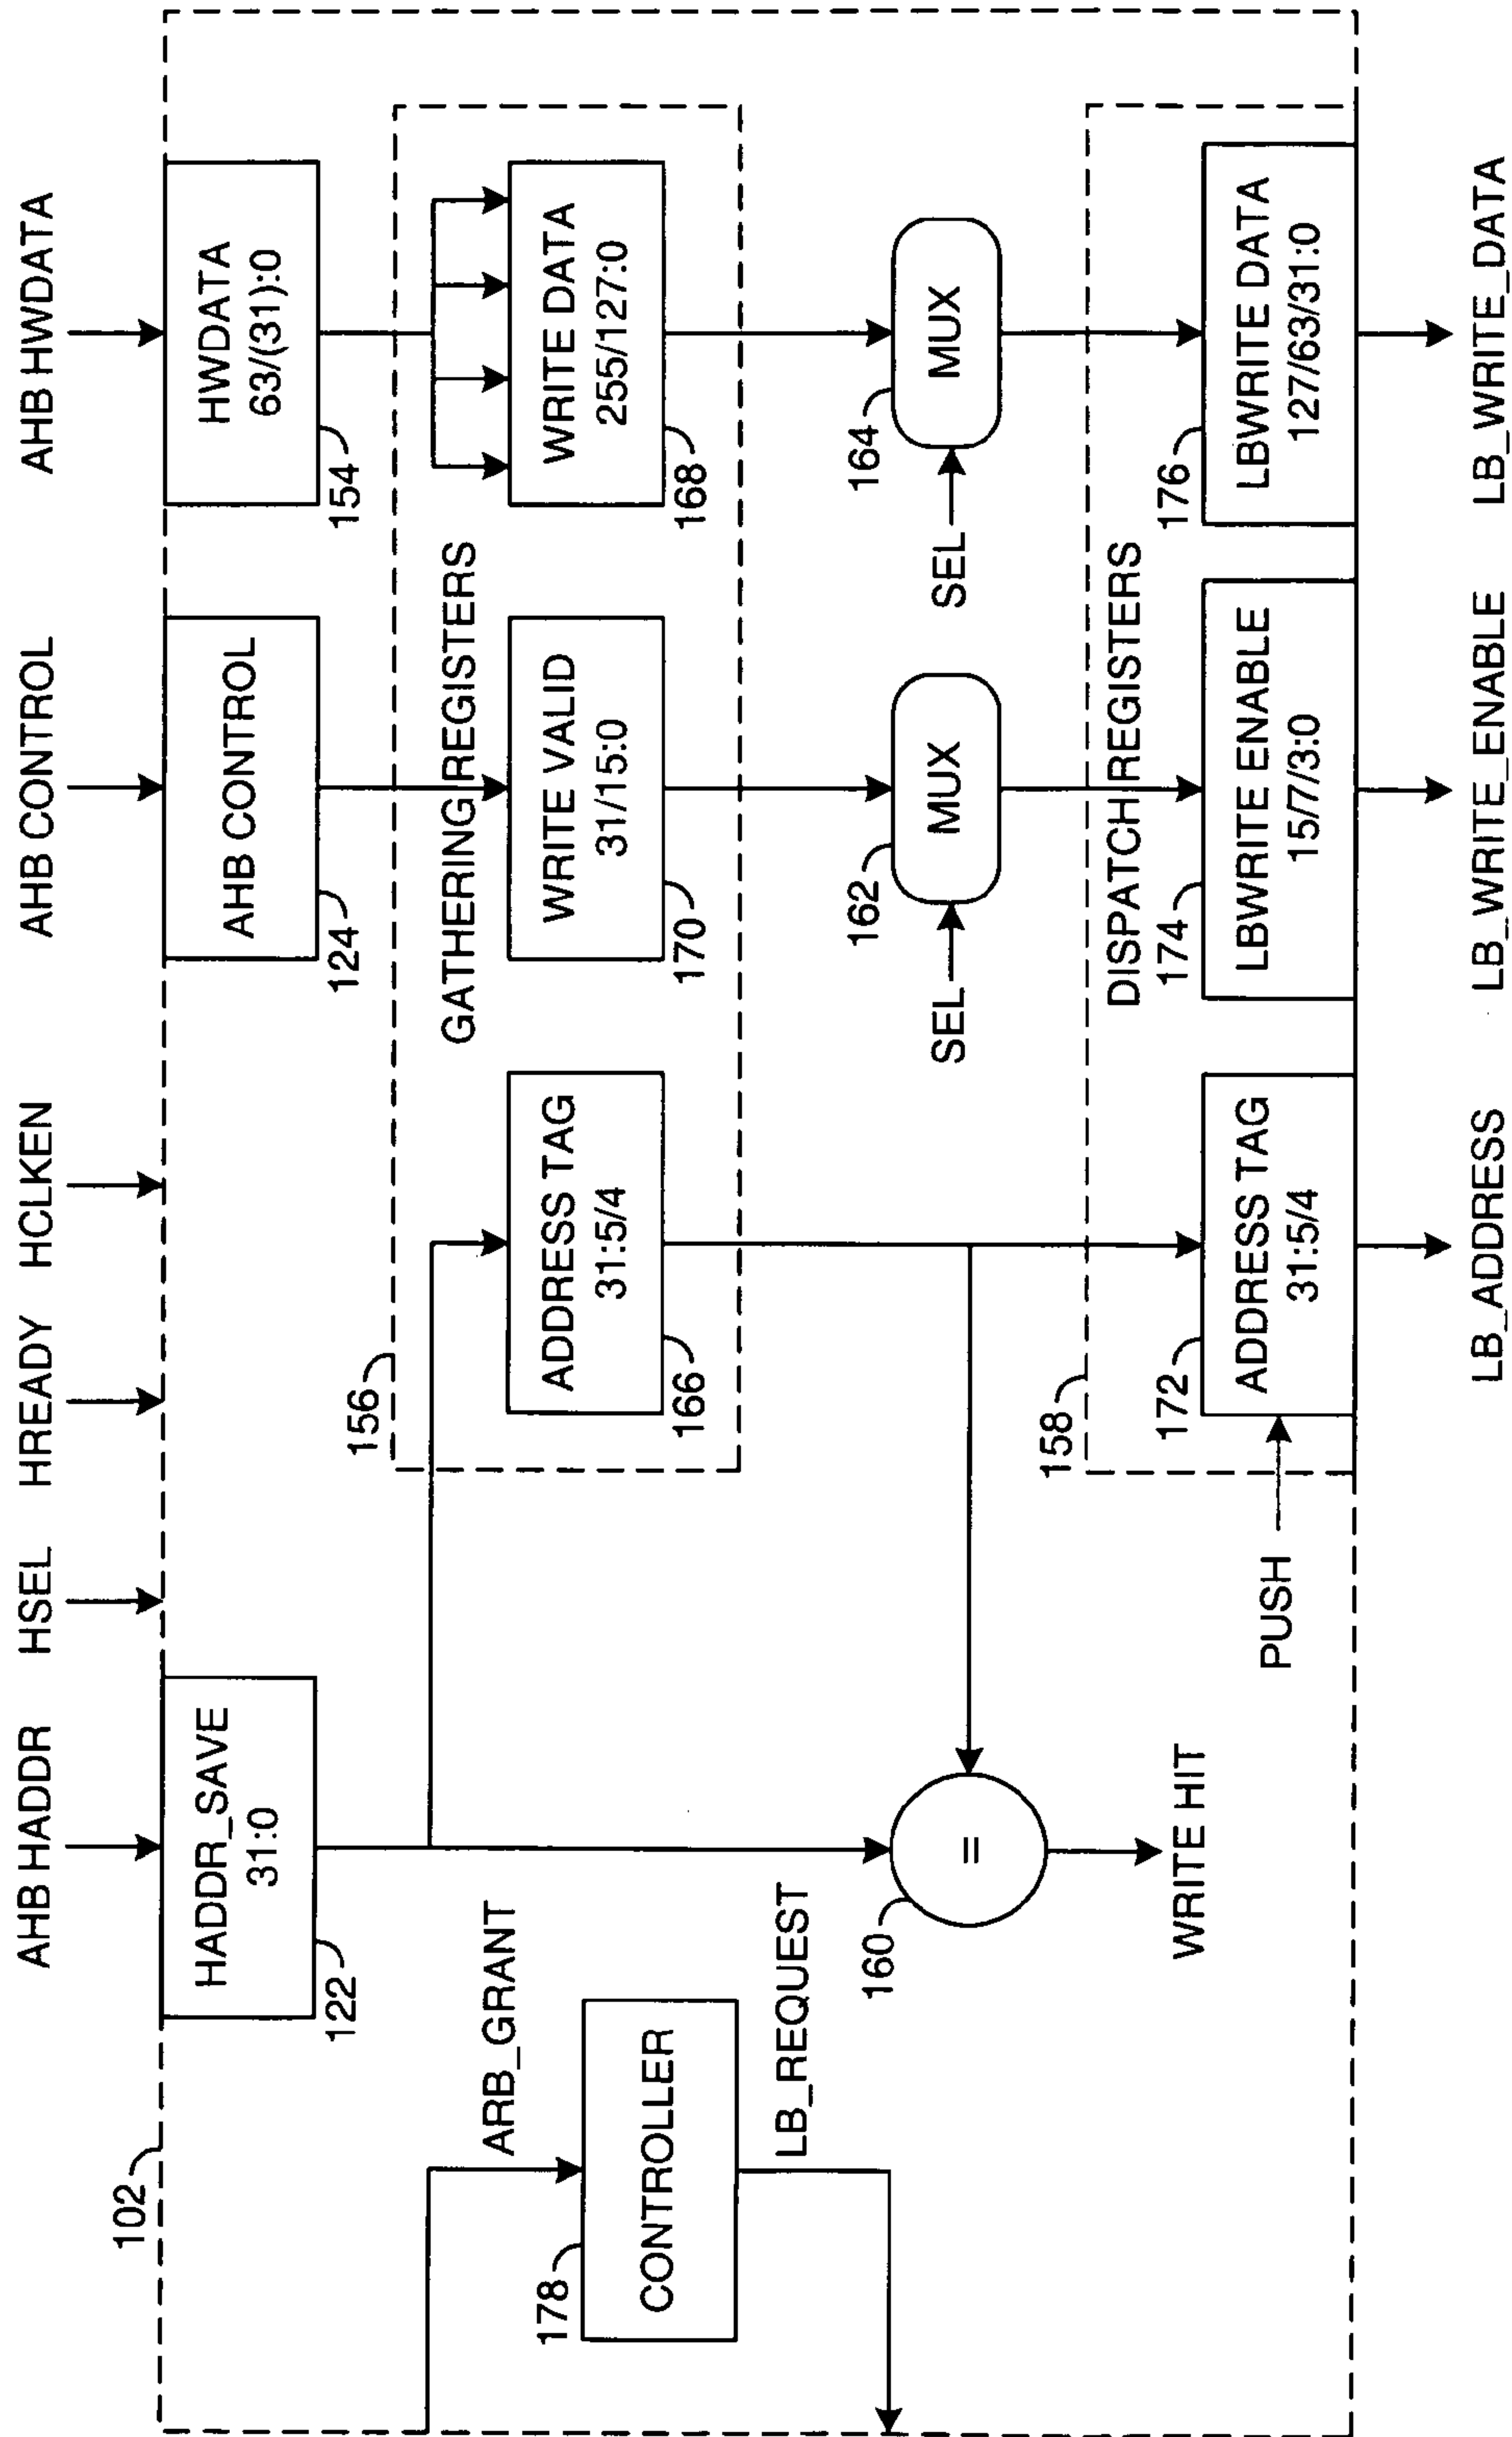 AHB HADDR
HSEL
HREADY
HCLKEN
AHB CONTROL
AHB HWDATA
102
HADDR_SAVE
31:0
122
AHB CONTROL
124
HWDATA
63/(31):0
154
ARB_GRANT
156
GATHERING REGISTERS
178
CONTROLLER
ADDRESS TAG
31:5/4
166
WRITE VALID
31/15:0
170
WRITE DATA
255/127:0
168
LB_REQUEST
160
=
SEL
162
MUX
SEL
164
MUX
WRITE HIT
158
DISPATCH REGISTERS
PUSH
172
ADDRESS TAG
31:5/4
174
LBWRITE ENABLE
15/7/3:0
176
LBWRITE DATA
127/63/31:0
LB_ADDRESS
LB_WRITE_ENABLE
LB_WRITE_DATA